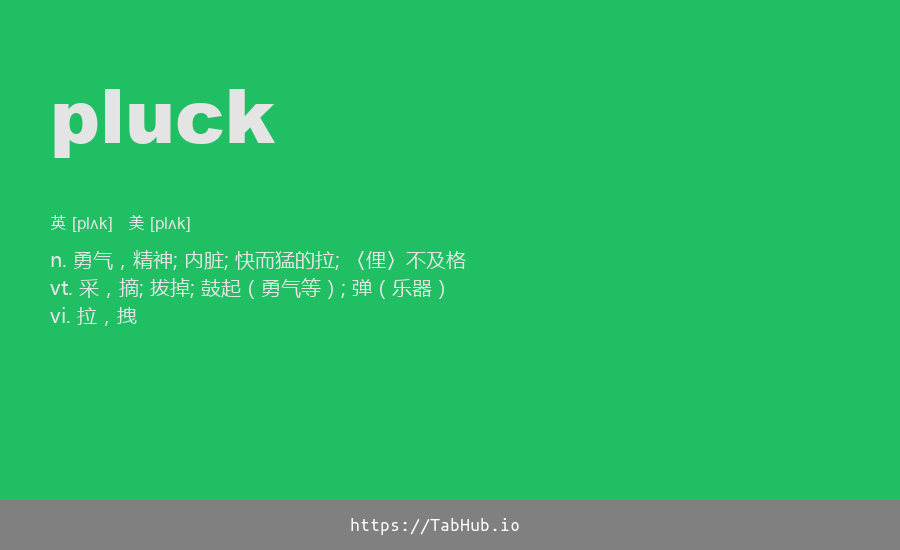 pluck
英 [plʌk] 美 [plʌk]
n. 勇气，精神; 内脏; 快而猛的拉; 〈俚〉不及格
vt. 采，摘; 拔掉; 鼓起（勇气等）; 弹（乐器）
vi. 拉，拽
https://TabHub.io